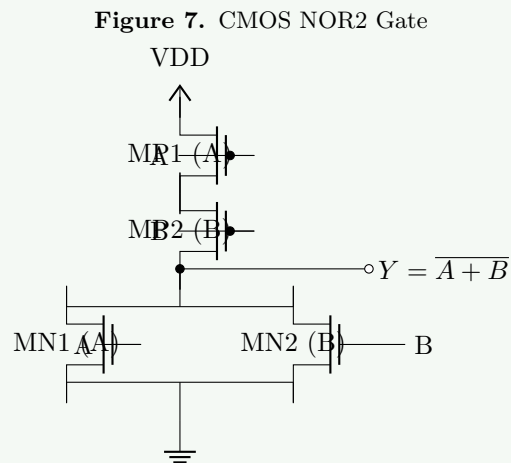 Figure 7. CMOS NOR2 Gate
VDD
MP1 (A)
A
MP2 (B)
B
Y = \overline{A + B}
MN1 (A)
A
MN2 (B)
B